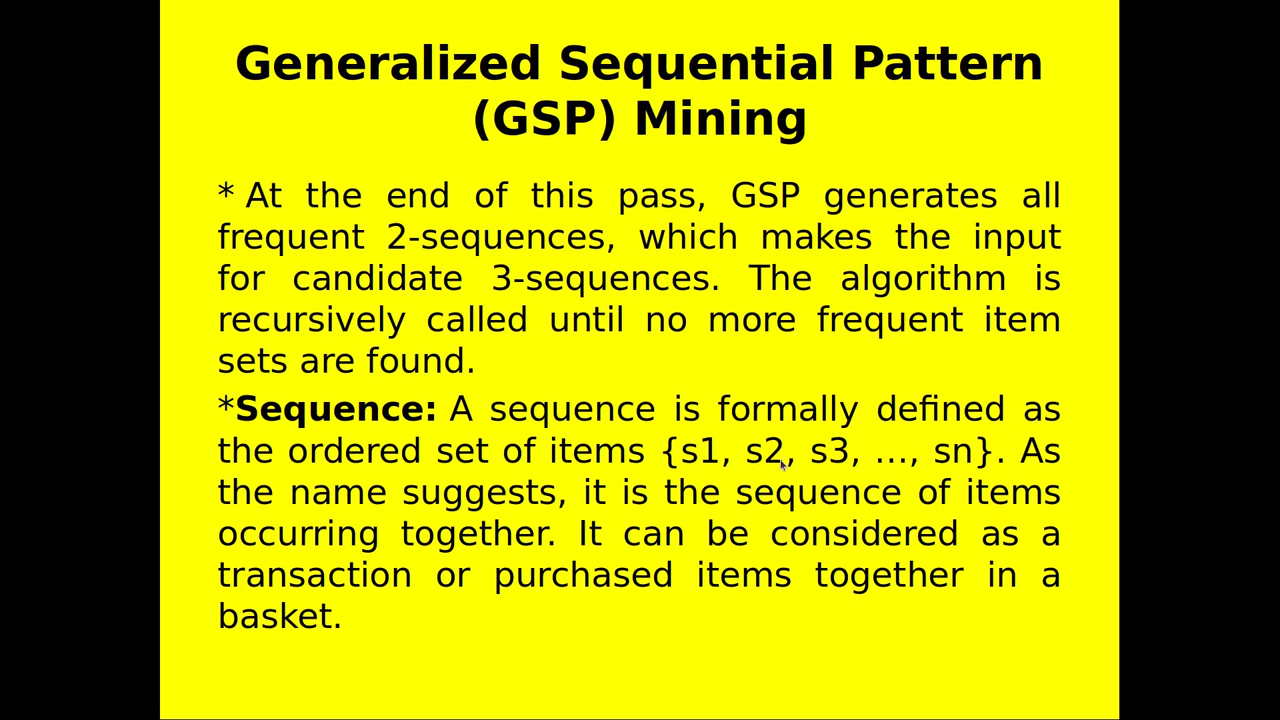 Generalized Sequential Pattern
(GSP) Mining
* At the end of this pass, GSP generates all
frequent 2-sequences, which makes the input
for candidate 3-sequences. The algorithm is
recursively called until no more frequent item
sets are found.
*Sequence: A sequence is formally defined as
the ordered set of items {s1, s2, s3, …, sn}. As
the name suggests, it is the sequence of items
occurring together. It can be considered as a
transaction or purchased items together in a
basket.